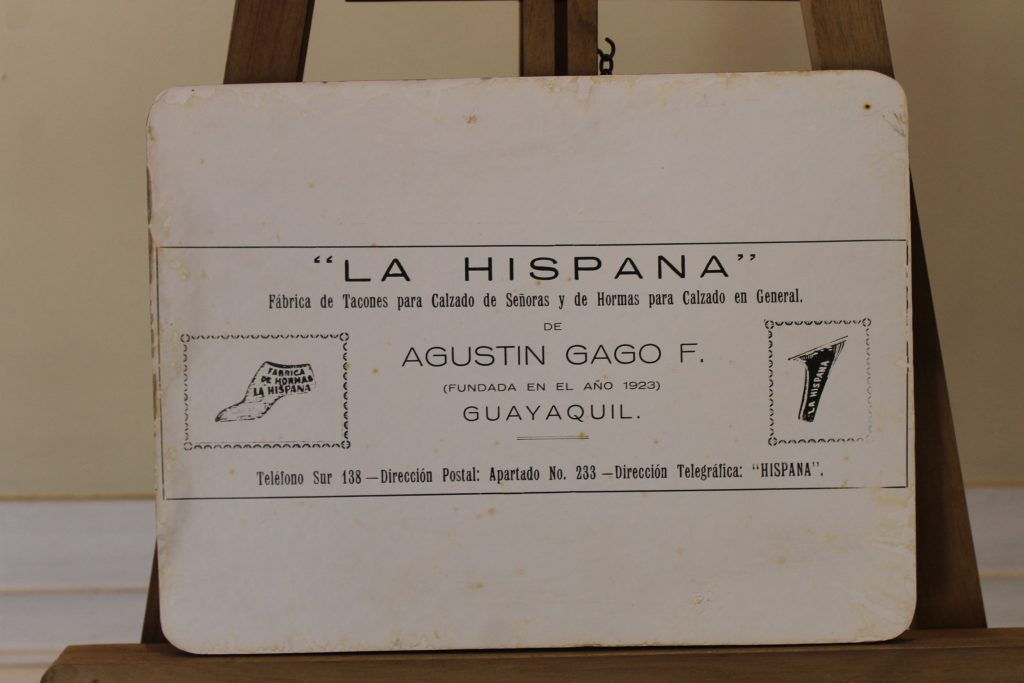 "LA HISPANA"
Fábrica de Tacones para Calzado de Señoras y de Hormas para Calzado en General.
DE
AGUSTIN GAGO F.
(FUNDADA EN EL AÑO 1923)
GUAYAQUIL.
FABRICA
DE HORMAS
LA HISPANA
LA HISPANA
Teléfono Sur 138—Dirección Postal: Apartado No. 233—Dirección Telegráfica: "HISPANA".